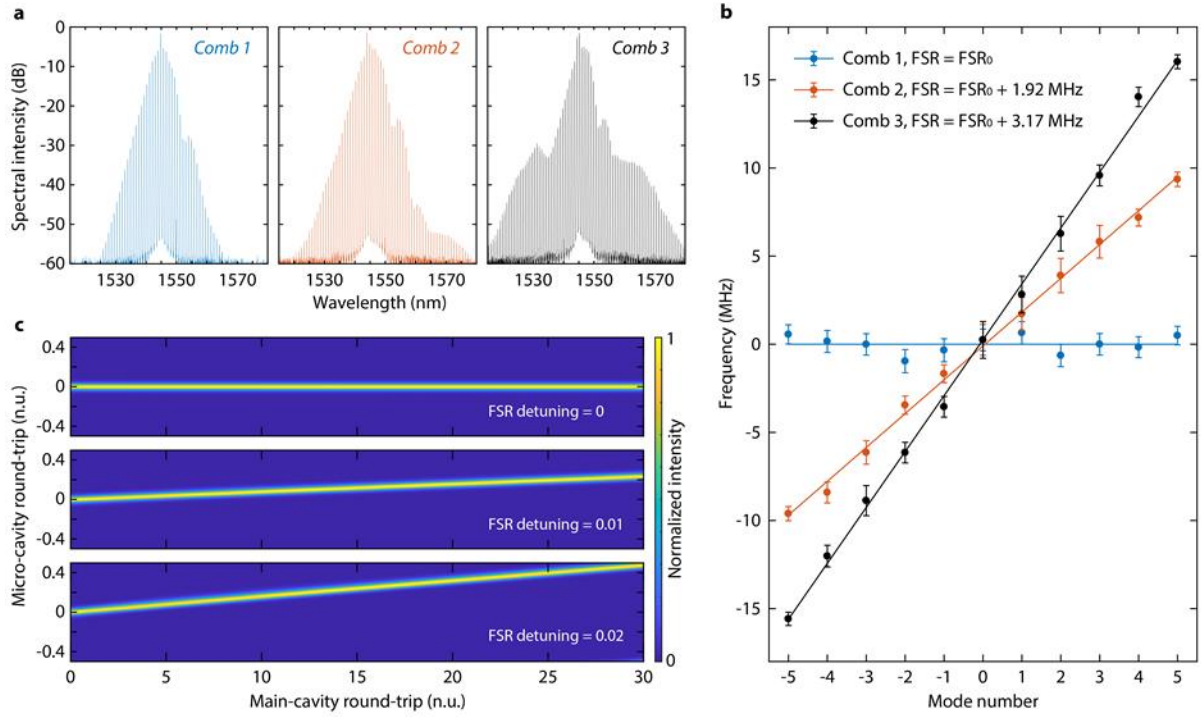 a
0
-10
-20
-30
-40
-50
-60
Spectral intensity (dB)
Comb 1
Comb 2
Comb 3
1530 1550 1570
1530 1550 1570
1530 1550 1570
Wavelength (nm)
b
15
10
5
0
-5
-10
-15
Frequency (MHz)
Comb 1, FSR = FSR₀
Comb 2, FSR = FSR₀ + 1.92 MHz
Comb 3, FSR = FSR₀ + 3.17 MHz
-5 -4 -3 -2 -1 0 1 2 3 4 5
Mode number
c
0.4
0
-0.4
FSR detuning = 0
0.4
0
-0.4
FSR detuning = 0.01
0.4
0
-0.4
FSR detuning = 0.02
Micro-cavity round-trip (n.u.)
0 5 10 15 20 25 30
Main-cavity round-trip (n.u.)
1
Normalized intensity
0